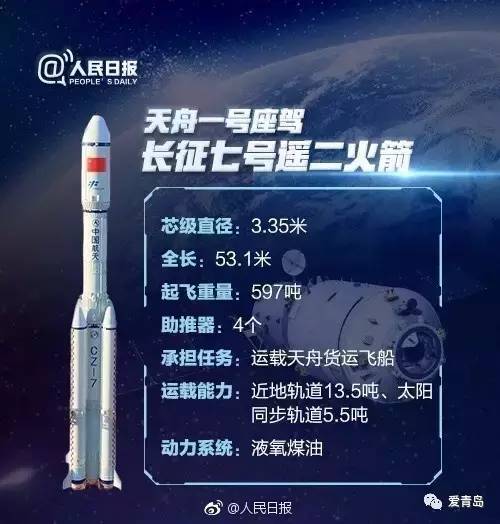 @人民日报
PEOPLE'S DAILY
天舟一号座驾
长征七号遥二火箭
芯级直径：3.35米
全长：53.1米
起飞重量：597吨
助推器：4个
承担任务：运载天舟货运飞船
运载能力：近地轨道13.5吨、太阳
同步轨道5.5吨
动力系统：液氧煤油
中国航天
CZ-7
@人民日报
爱青岛